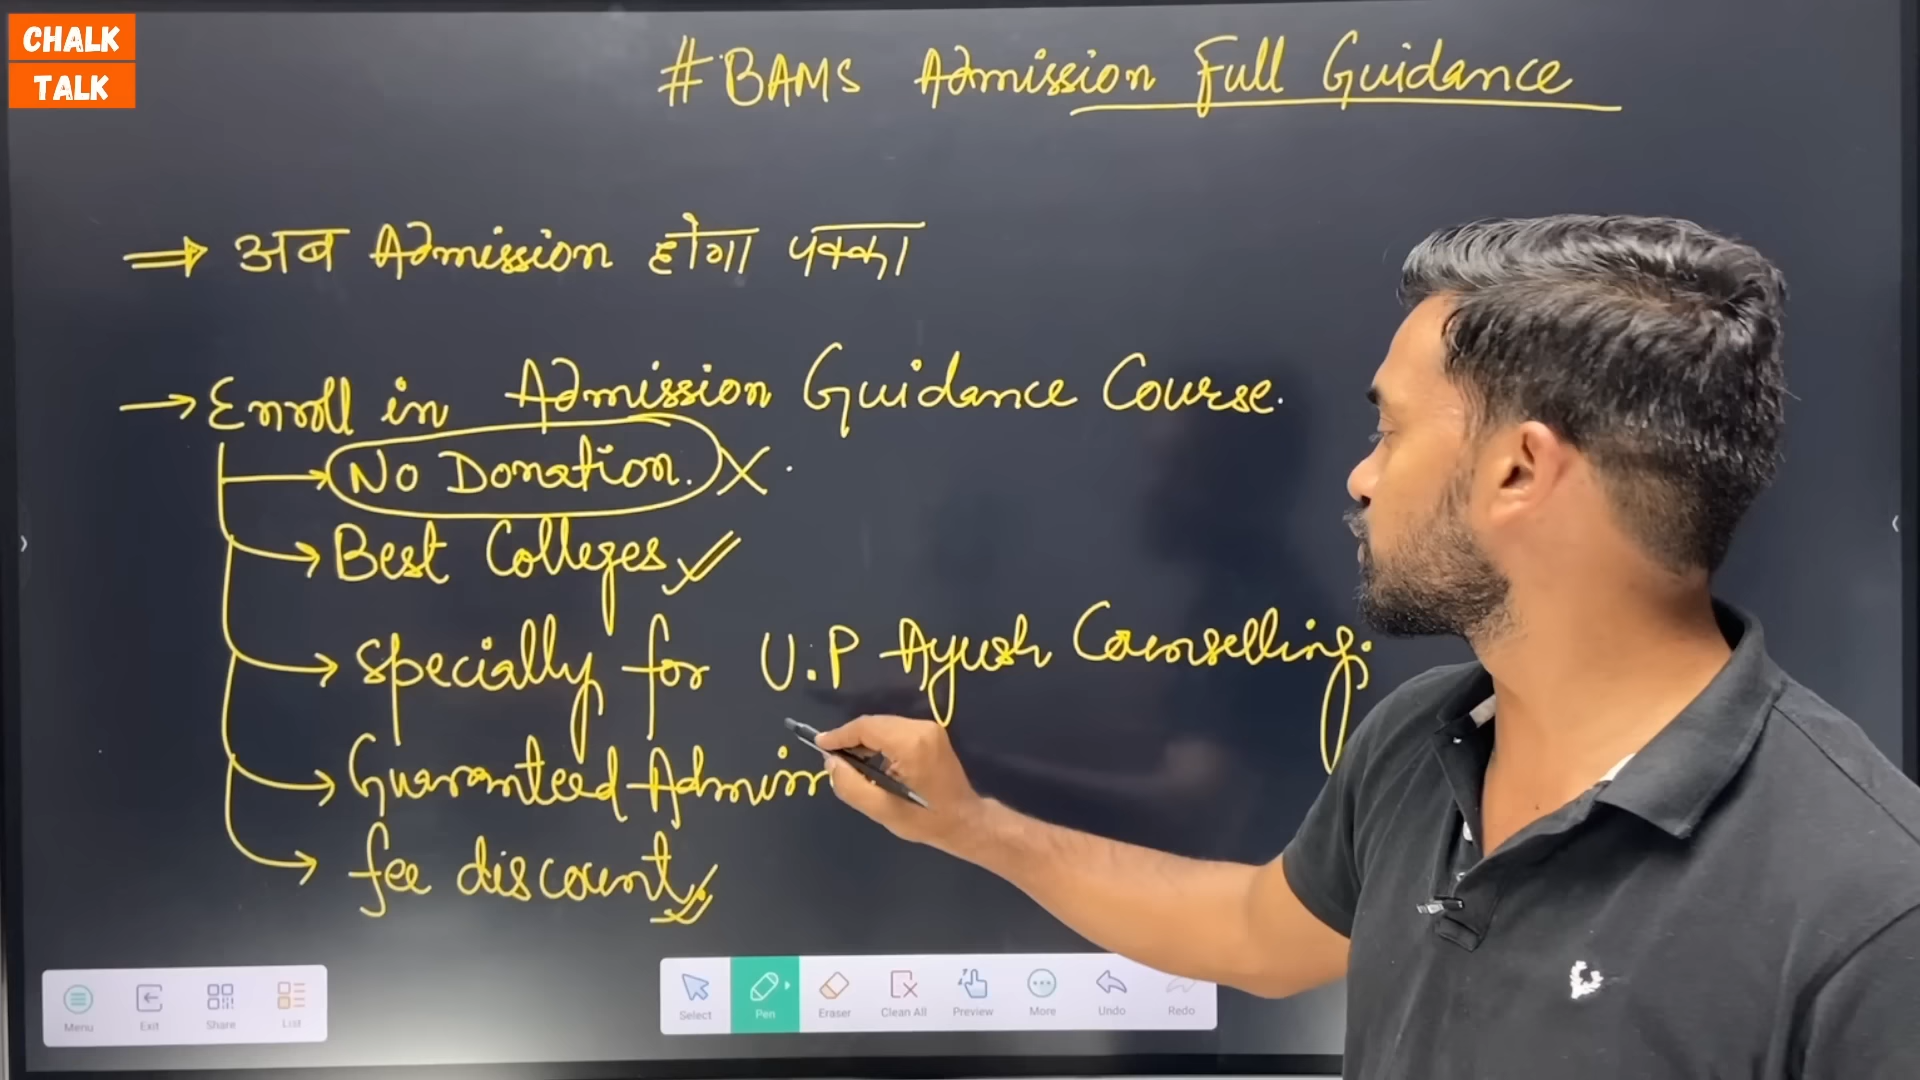 CHALK
TALK
#BAMS Admission Full Guidance
⇒ अब Admission होगा पक्का
→ Enroll in Admission Guidance Course.
→ No Donation. X
→ Best Colleges ✓
→ specially for U.P Ayush Counselling.
→ Guaranteed
→ fee discount ✓
Menu Exit Share List
Select Pen Eraser Clean All Preview More Undo Redo